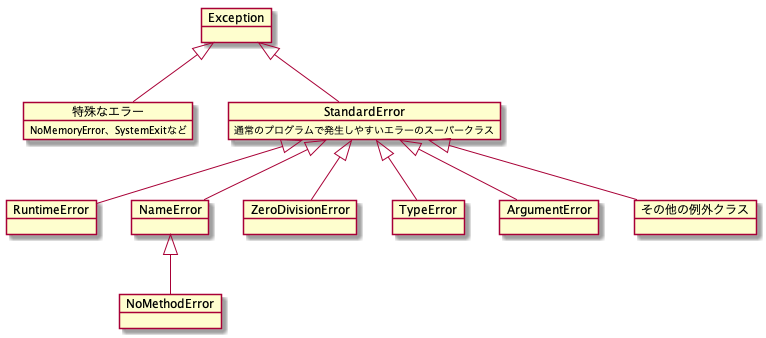 Exception
特殊なエラー
NoMemoryError、SystemExitなど
StandardError
通常のプログラムで発生しやすいエラーのスーパークラス
RuntimeError
NameError
ZeroDivisionError
TypeError
ArgumentError
その他の例外クラス
NoMethodError